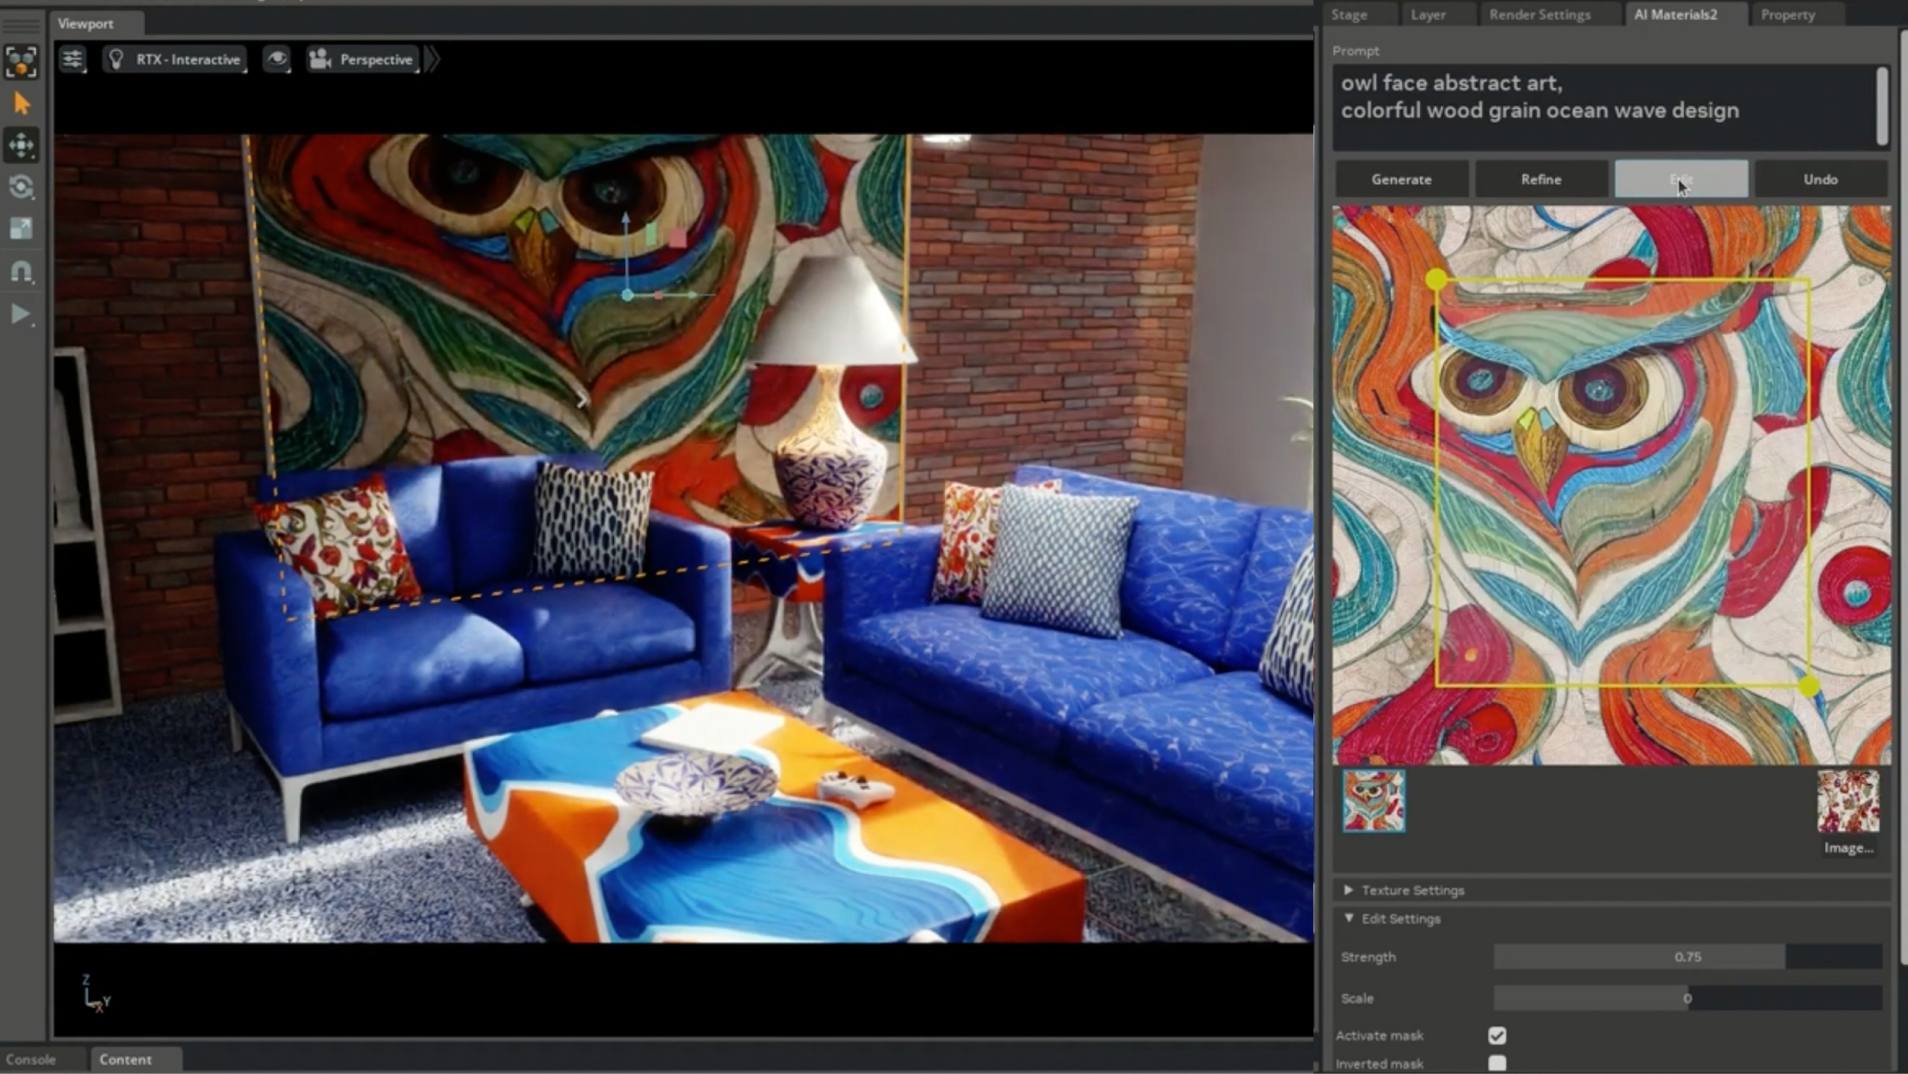 Viewport
RTX - Interactive
Perspective
Stage
Layer
Render Settings
AI Materials2
Property
Prompt
owl face abstract art,
colorful wood grain ocean wave design
Generate
Refine
Edit
Undo
Image...
Texture Settings
Edit Settings
Strength
0.75
Scale
0
Activate mask
Inverted mask
Z
Y
X
Console
Content